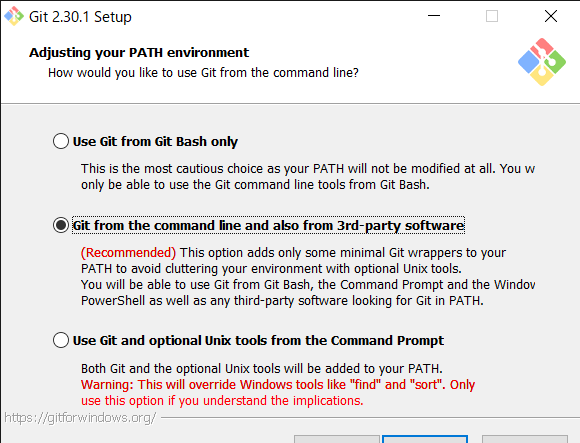 Git 2.30.1 Setup
Adjusting your PATH environment
How would you like to use Git from the command line?
Use Git from Git Bash only
This is the most cautious choice as your PATH will not be modified at all. You w
only be able to use the Git command line tools from Git Bash.
Git from the command line and also from 3rd-party software
(Recommended) This option adds only some minimal Git wrappers to your
PATH to avoid cluttering your environment with optional Unix tools.
You will be able to use Git from Git Bash, the Command Prompt and the Window
PowerShell as well as any third-party software looking for Git in PATH.
Use Git and optional Unix tools from the Command Prompt
Both Git and the optional Unix tools will be added to your PATH.
Warning: This will override Windows tools like "find" and "sort". Only
use this option if you understand the implications.
https://gitforwindows.org/